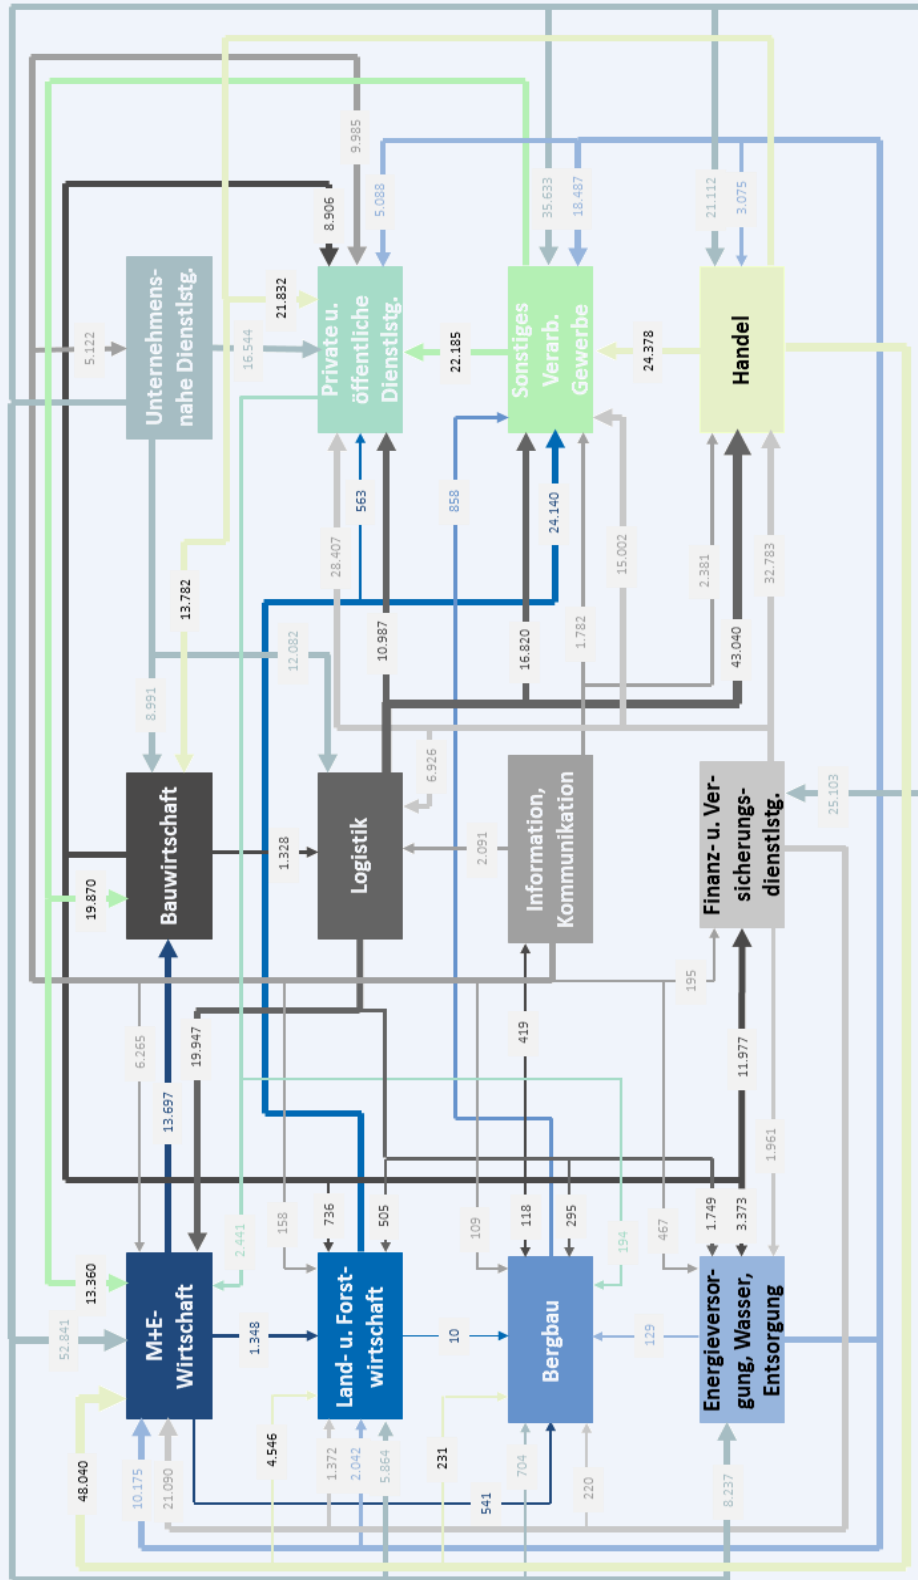 52.841
48.040
13.360
19.870
5.122
10.175
6.265
8.991
21.090
M+E-
Wirtschaft
13.697
Bauwirtschaft
13.782
Unternehmens-
nahe Dienstlstg.
19.947
2.441
1.348
1.328
12.082
16.544
4.546
158
21.832
1.372
736
28.407
8.906
2.042
563
9.985
5.864
Land- u. Forst-
wirtschaft
505
Logistik
10.987
Private u.
öffentliche
Dienstlstg.
5.088
6.926
231
10
109
2.091
858
22.185
541
704
118
419
16.820
35.633
220
Bergbau
295
Information,
Kommunikation
24.140
Sonstiges
Verarb.
Gewerbe
18.487
1.782
194
15.002
129
467
195
24.378
8.237
1.749
2.381
21.112
Energieversor-
gung, Wasser,
Entsorgung
3.373
11.977
Finanz- u. Ver-
sicherungs-
dienstlstg.
43.040
Handel
3.075
1.961
32.783
25.103